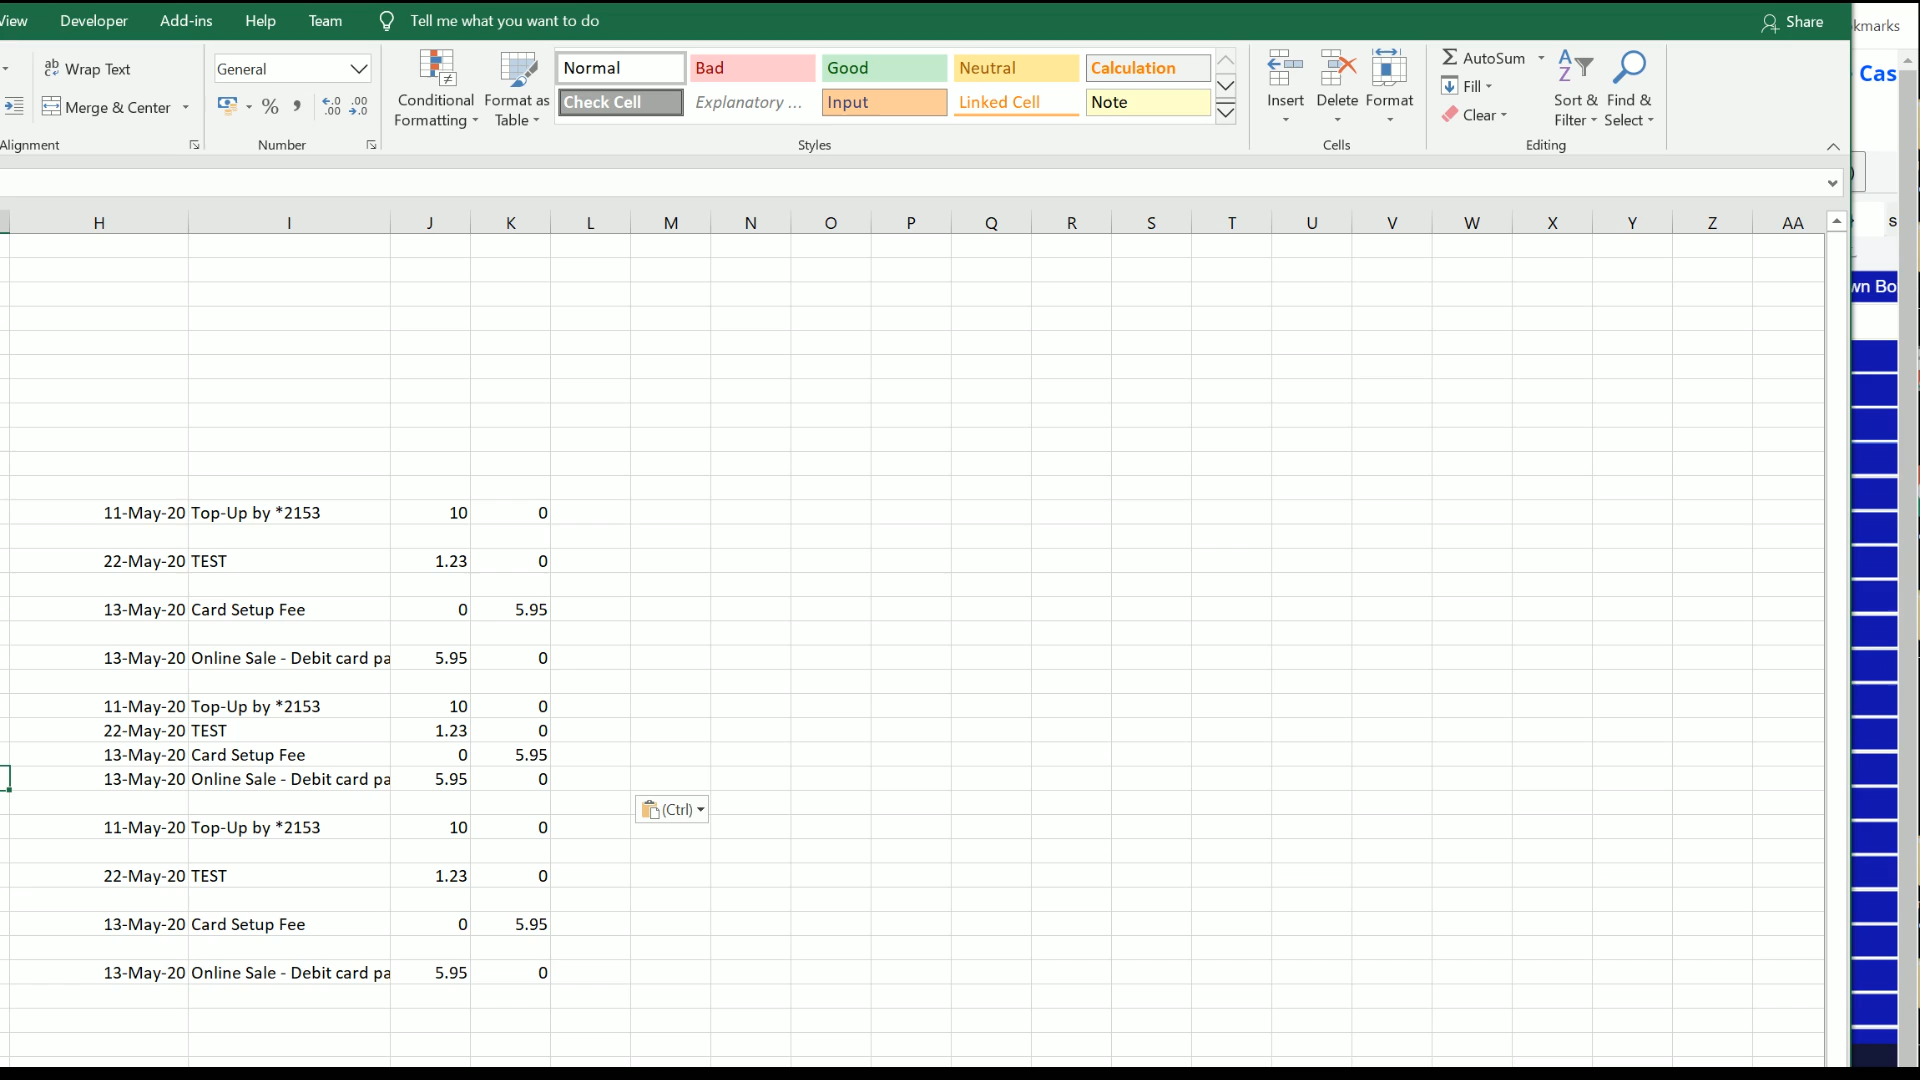 View Developer Add-ins Help Team Tell me what you want to do Share kmarks
Wrap Text General Normal Bad Good Neutral Calculation AutoSum Cas
Merge & Center Conditional Formatting Format as Table Check Cell Explanatory ... Input Linked Cell Note Insert Delete Format Fill Clear Sort & Filter Find & Select
Alignment Number Styles Cells Editing
H I J K L M N O P Q R S T U V W X Y Z AA S
wn Bo
11-May-20 Top-Up by *2153 10 0
22-May-20 TEST 1.23 0
13-May-20 Card Setup Fee 0 5.95
13-May-20 Online Sale - Debit card pa 5.95 0
11-May-20 Top-Up by *2153 10 0
22-May-20 TEST 1.23 0
13-May-20 Card Setup Fee 0 5.95
13-May-20 Online Sale - Debit card pa 5.95 0
(Ctrl)
11-May-20 Top-Up by *2153 10 0
22-May-20 TEST 1.23 0
13-May-20 Card Setup Fee 0 5.95
13-May-20 Online Sale - Debit card pa 5.95 0